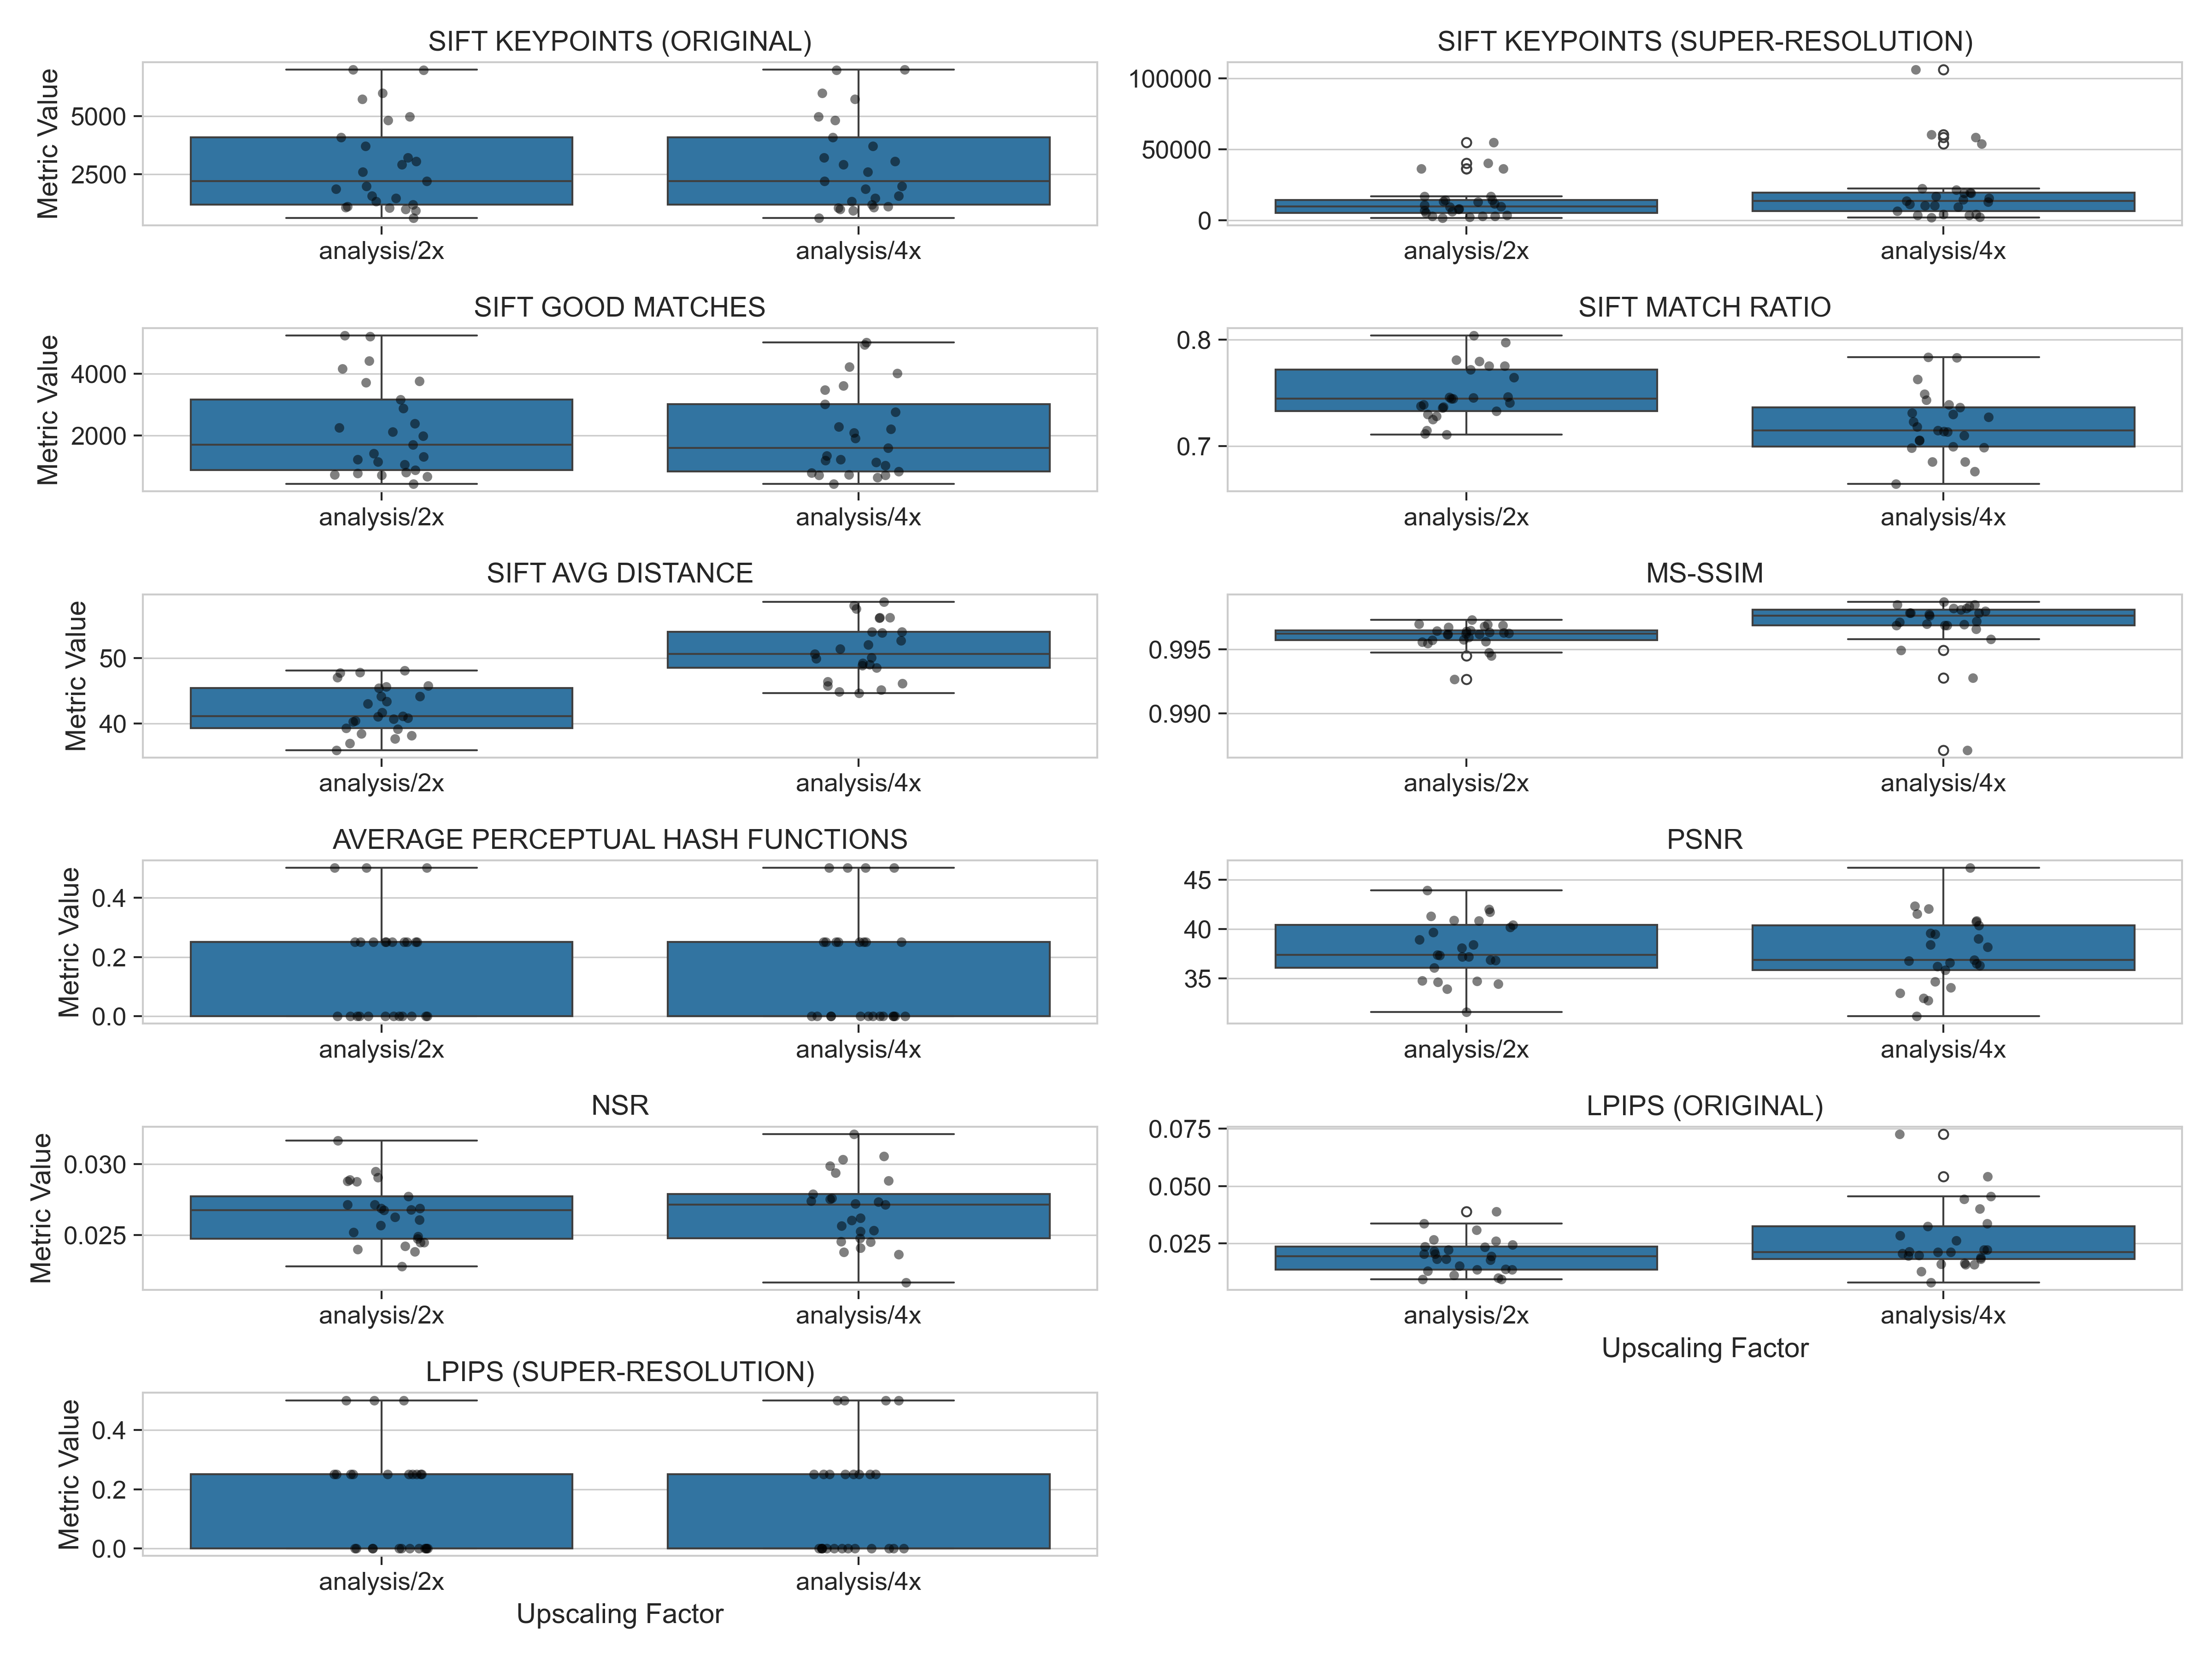 SIFT KEYPOINTS (ORIGINAL)
Metric Value
5000
2500
analysis/2x analysis/4x
SIFT KEYPOINTS (SUPER-RESOLUTION)
100000
50000
0
analysis/2x analysis/4x
SIFT GOOD MATCHES
Metric Value
4000
2000
analysis/2x analysis/4x
SIFT MATCH RATIO
0.8
0.7
analysis/2x analysis/4x
SIFT AVG DISTANCE
Metric Value
50
40
analysis/2x analysis/4x
MS-SSIM
0.995
0.990
analysis/2x analysis/4x
AVERAGE PERCEPTUAL HASH FUNCTIONS
Metric Value
0.4
0.2
0.0
analysis/2x analysis/4x
PSNR
45
40
35
analysis/2x analysis/4x
NSR
Metric Value
0.030
0.025
analysis/2x analysis/4x
LPIPS (ORIGINAL)
0.075
0.050
0.025
analysis/2x analysis/4x
Upscaling Factor
LPIPS (SUPER-RESOLUTION)
Metric Value
0.4
0.2
0.0
analysis/2x analysis/4x
Upscaling Factor